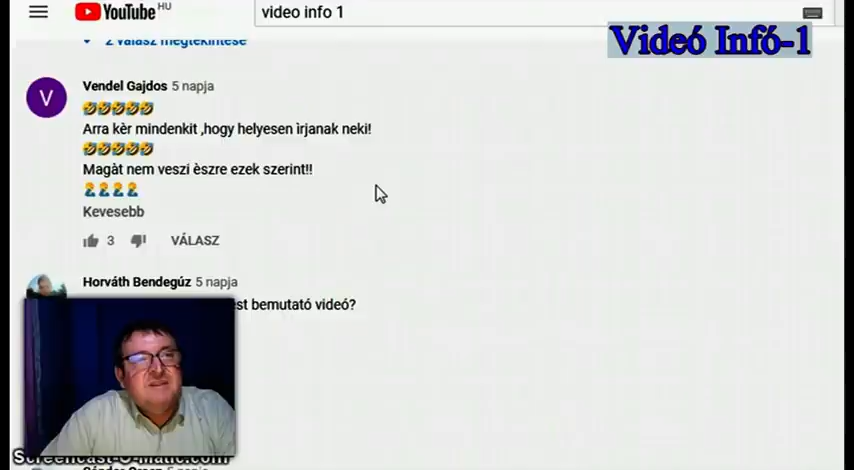 YouTube HU
video info 1
Videó Infó-1
2 válasz megtekintése
V
Vendel Gajdos 5 napja
Arra kèr mindenkit ,hogy helyesen ìrjanak neki!
Magàt nem veszi èszre ezek szerint!!
Kevesebb
3 VÁLASZ
Horváth Bendegúz 5 napja
bemutató videó?
Screencast-O-Matic.com
5 napja